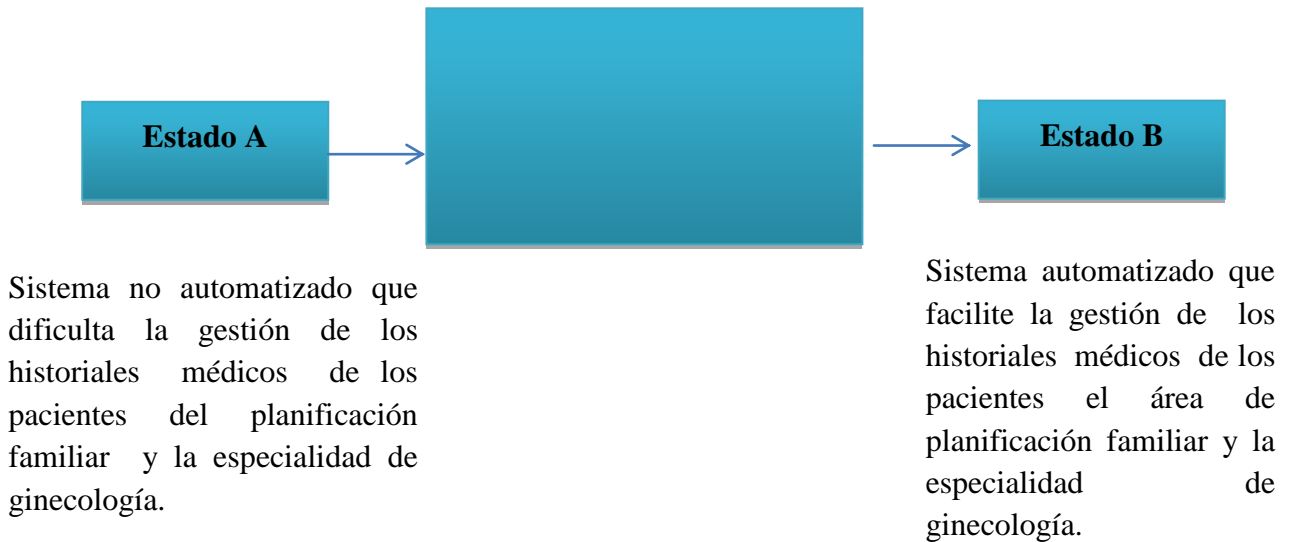 Estado A
Estado B
Sistema no automatizado que
dificulta la gestión de los
historiales médicos de los
pacientes del planificación
familiar y la especialidad de
ginecología.
Sistema automatizado que
facilite la gestión de los
historiales médicos de los
pacientes el área de
planificación familiar y la
especialidad de
ginecología.